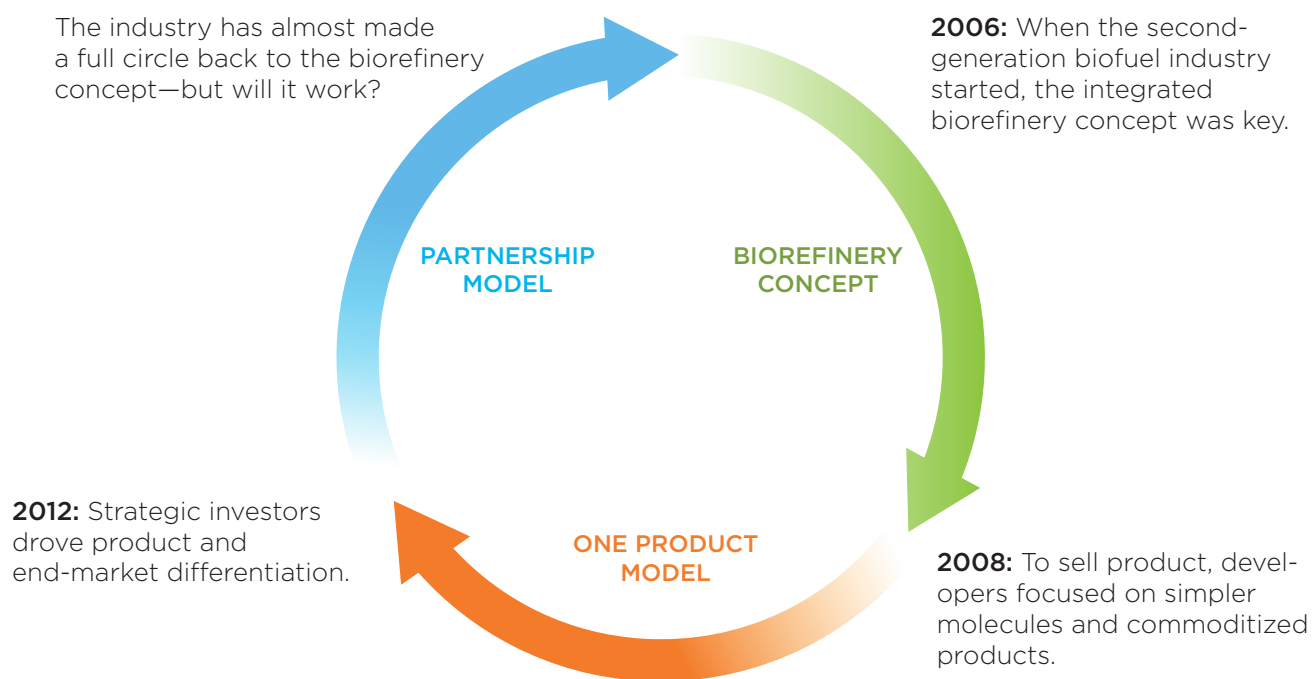 The industry has almost made
a full circle back to the biorefinery
concept—but will it work?
2006: When the second-
generation biofuel industry
started, the integrated
biorefinery concept was key.
PARTNERSHIP
MODEL
BIOREFINERY
CONCEPT
2012: Strategic investors
drove product and
end-market differentiation.
ONE PRODUCT
MODEL
2008: To sell product, devel-
opers focused on simpler
molecules and commoditized
products.